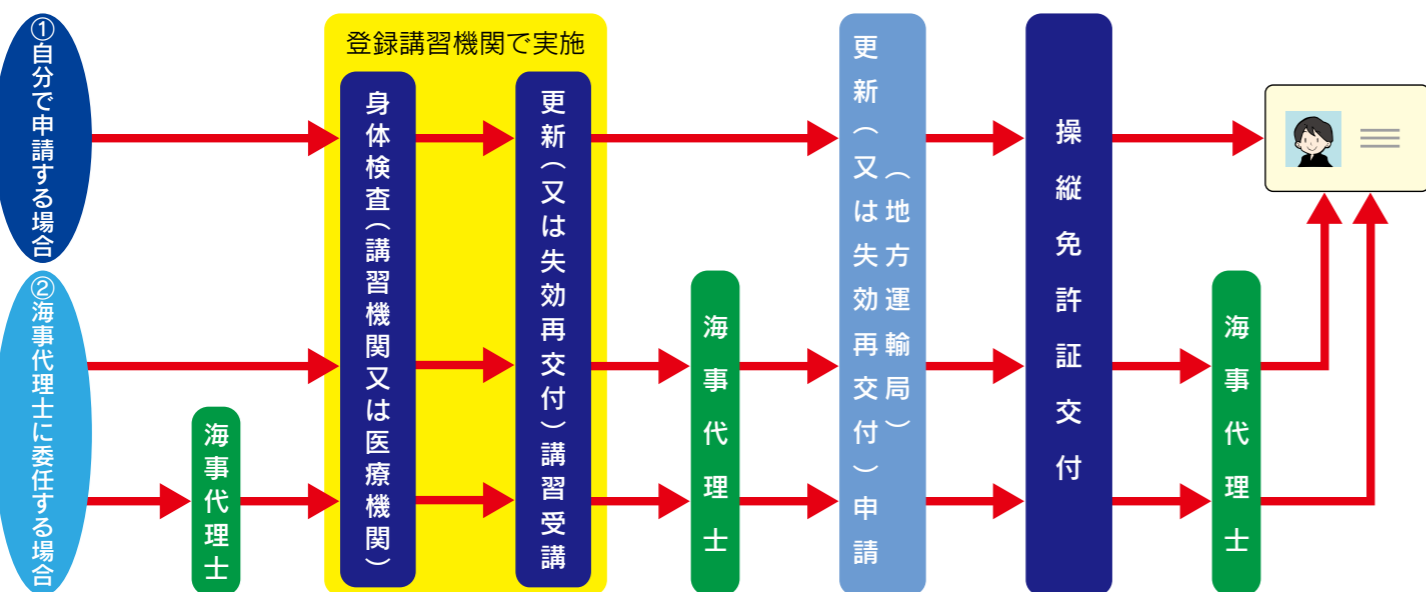 ①自分で申請する場合
②海事代理士に委任する場合
海事代理士
登録講習機関で実施
身体検査（講習機関又は医療機関）
更新（又は失効再交付）講習受講
海事代理士
更新（又は失効再交付）申請
（地方運輸局）
操縦免許証交付
海事代理士